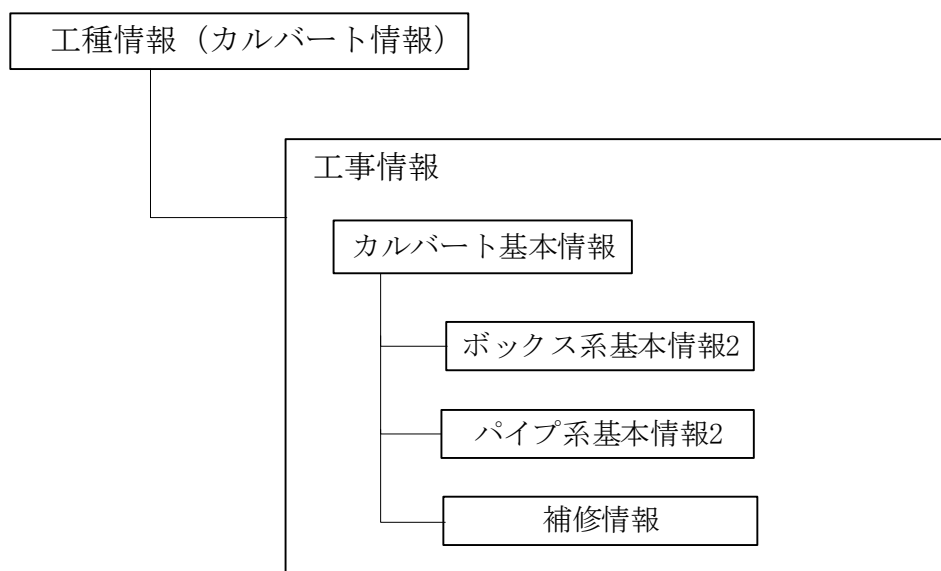 工種情報（カルバート情報）
工事情報
カルバート基本情報
ボックス系基本情報2
パイプ系基本情報2
補修情報